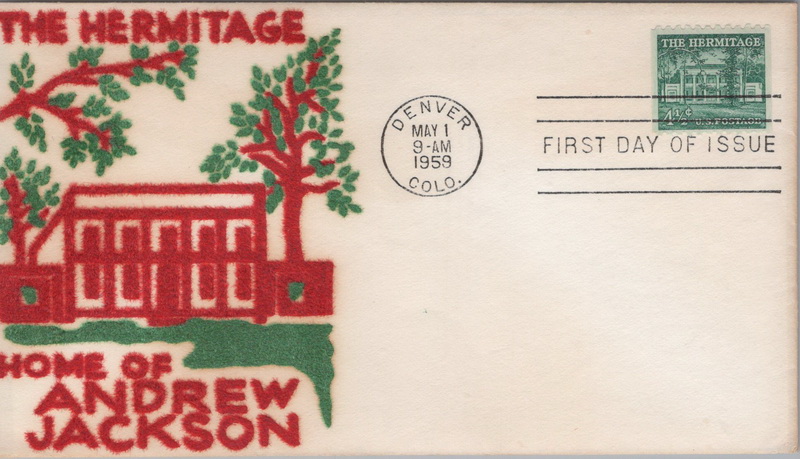 THE HERMITAGE
HOME OF
ANDREW
JACKSON
DENVER
MAY 1
9-AM
1959
COLO.
THE HERMITAGE
4½¢ U.S. POSTAGE
FIRST DAY OF ISSUE